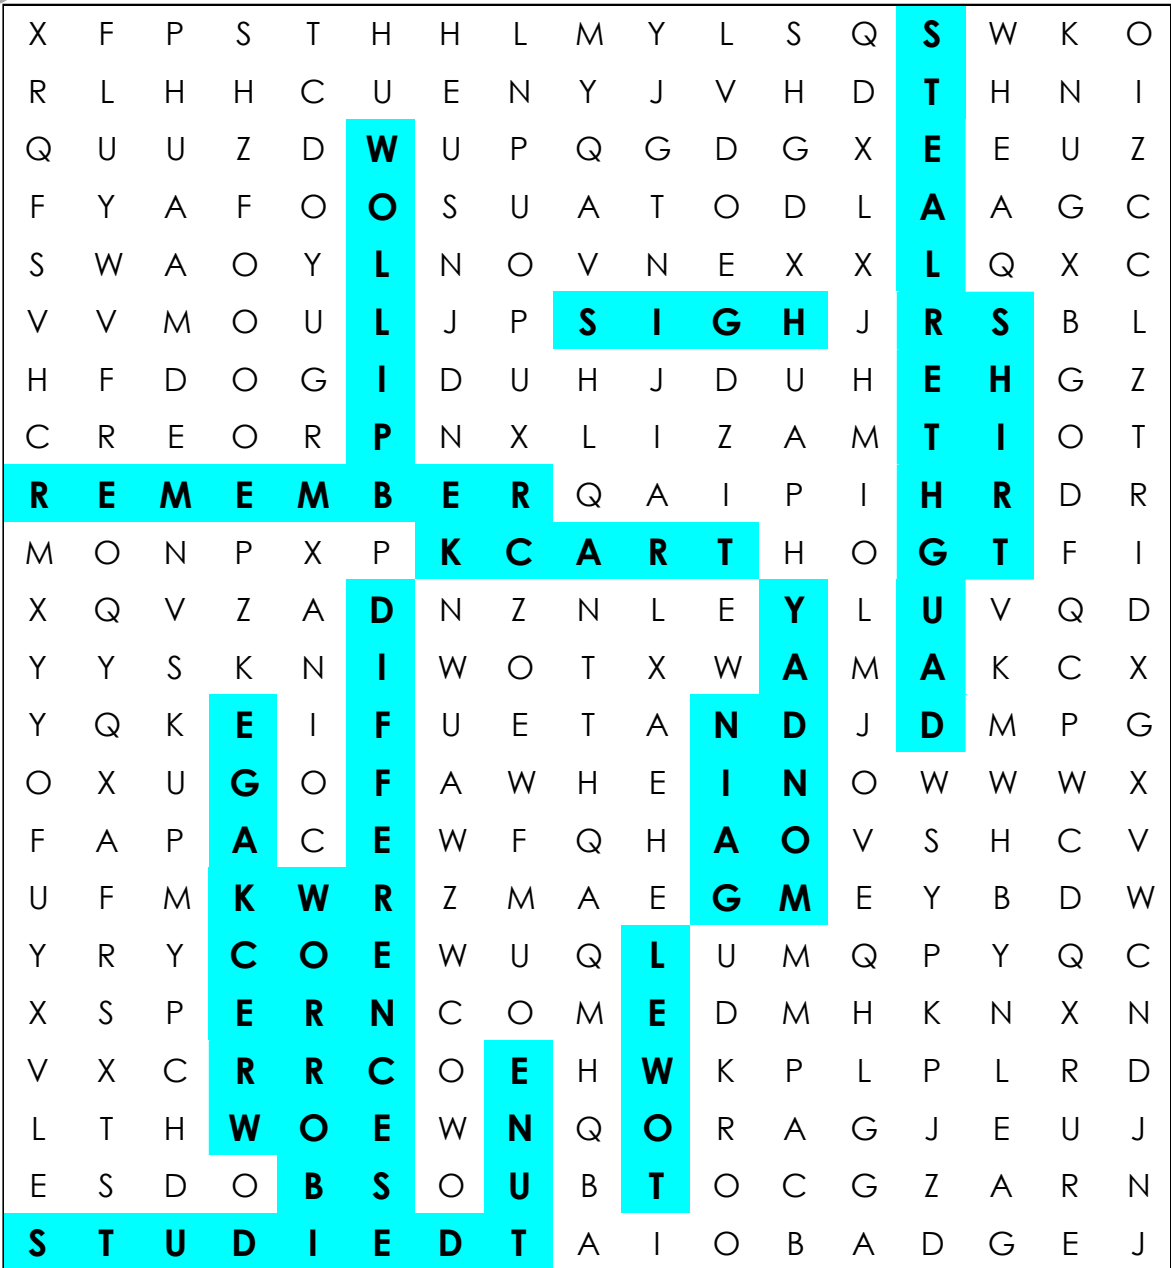 X F P S T H H L M Y L S Q S W K O
R L H H C U E N Y J V H D T H N I
Q U U Z D W U P Q G D G X E E U Z
F Y A F O O S U A T O D L A A G C
S W A O Y L N O V N E X X L Q X C
V V M O U L J P S I G H J R S B L
H F D O G I D U H J D U H E H G Z
C R E O R P N X L I Z A M T I O T
R E M E M B E R Q A I P I H R D R
M O N P X P K C A R T H O G T F I
X Q V Z A D N Z N L E Y L U V Q D
Y Y S K N I W O T X W A M A K C X
Y Q K E I F U E T A N D J D M P G
O X U G O F A W H E I N O W W W X
F A P A C E W F Q H A O V S H C V
U F M K W R Z M A E G M E Y B D W
Y R Y C O E W U Q L U M Q P Y Q C
X S P E R N C O M E D M H K N X N
V X C R R C O E H W K P L P L R D
L T H W O E W N Q O R A G J E U J
E S D O B S O U B T O C G Z A R N
S T U D I E D T A I O B A D G E J